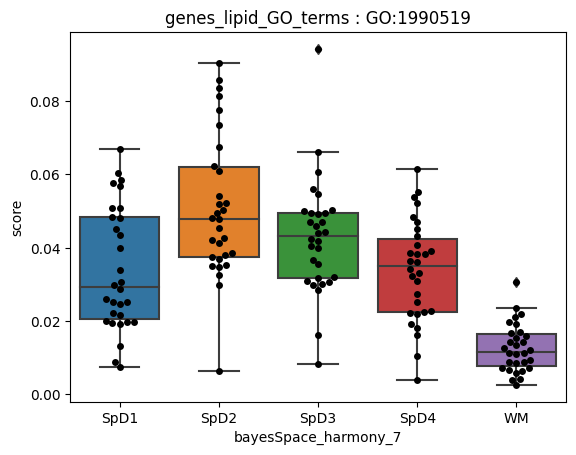 genes_lipid_GO_terms : GO:1990519
score
0.08
0.06
0.04
0.02
0.00
SpD1 SpD2 SpD3 SpD4 WM
bayesSpace_harmony_7